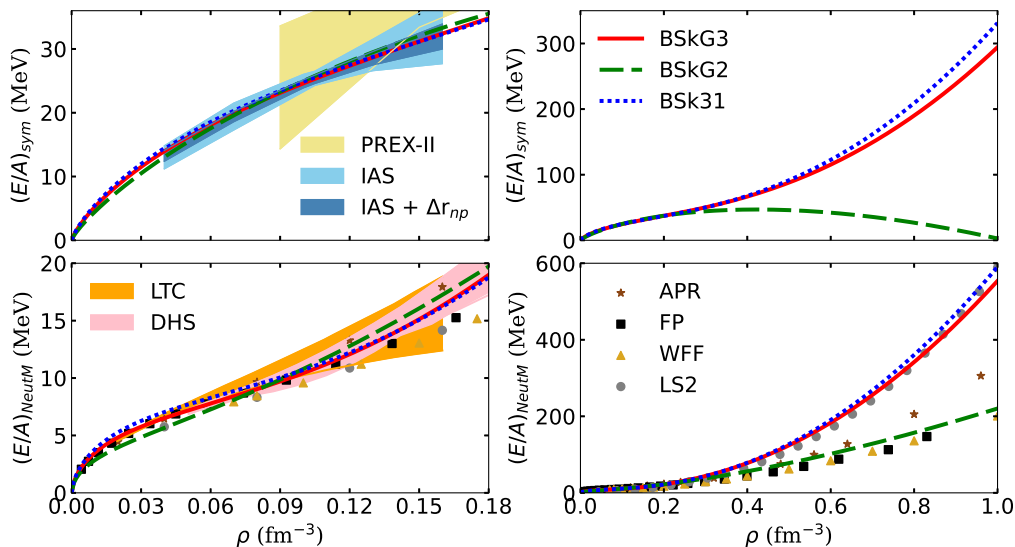 (E/A)sym (MeV)
30
20
10
0
PREX-II
IAS
IAS + Δrnp
(E/A)sym (MeV)
300
200
100
0
BSkG3
BSkG2
BSk31
(E/A)NeutM (MeV)
20
15
10
5
0
LTC
DHS
0.00 0.03 0.06 0.09 0.12 0.15 0.18
ρ (fm⁻³)
(E/A)NeutM (MeV)
600
400
200
0
APR
FP
WFF
LS2
0.0 0.2 0.4 0.6 0.8 1.0
ρ (fm⁻³)